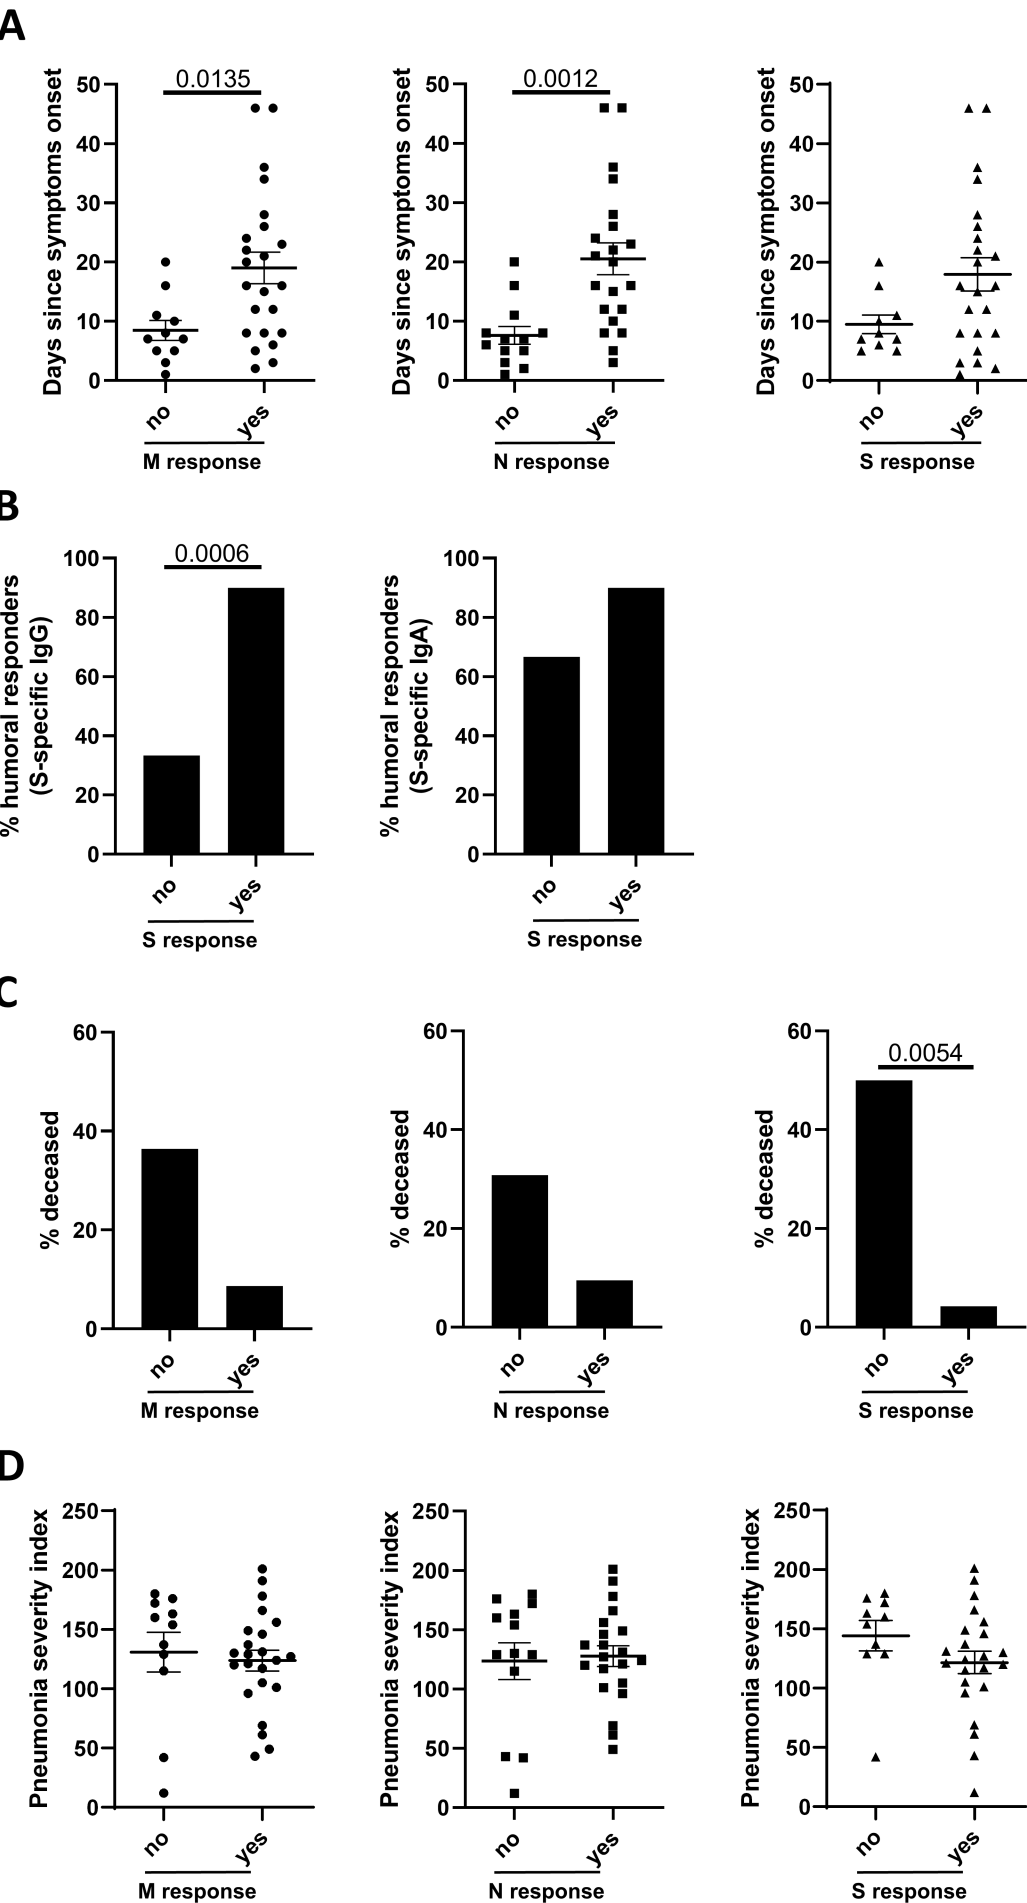 A
Days since symptoms onset
50
40
30
20
10
0
0.0135
no
yes
M response
Days since symptoms onset
50
40
30
20
10
0
0.0012
no
yes
N response
Days since symptoms onset
50
40
30
20
10
0
no
yes
S response
B
% humoral responders
(S-specific IgG)
100
80
60
40
20
0
0.0006
no
yes
S response
% humoral responders
(S-specific IgA)
100
80
60
40
20
0
no
yes
S response
C
% deceased
60
40
20
0
no
yes
M response
% deceased
60
40
20
0
no
yes
N response
% deceased
60
40
20
0
0.0054
no
yes
S response
D
Pneumonia severity index
250
200
150
100
50
0
no
yes
M response
Pneumonia severity index
250
200
150
100
50
0
no
yes
N response
Pneumonia severity index
250
200
150
100
50
0
no
yes
S response